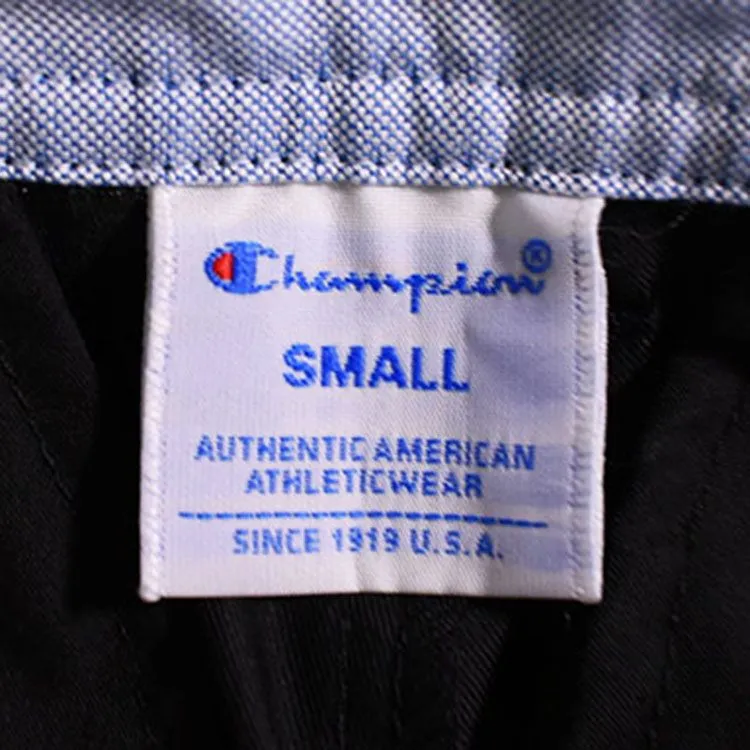 Champion®
SMALL
AUTHENTIC AMERICAN
ATHLETICWEAR
SINCE 1919 U.S.A.